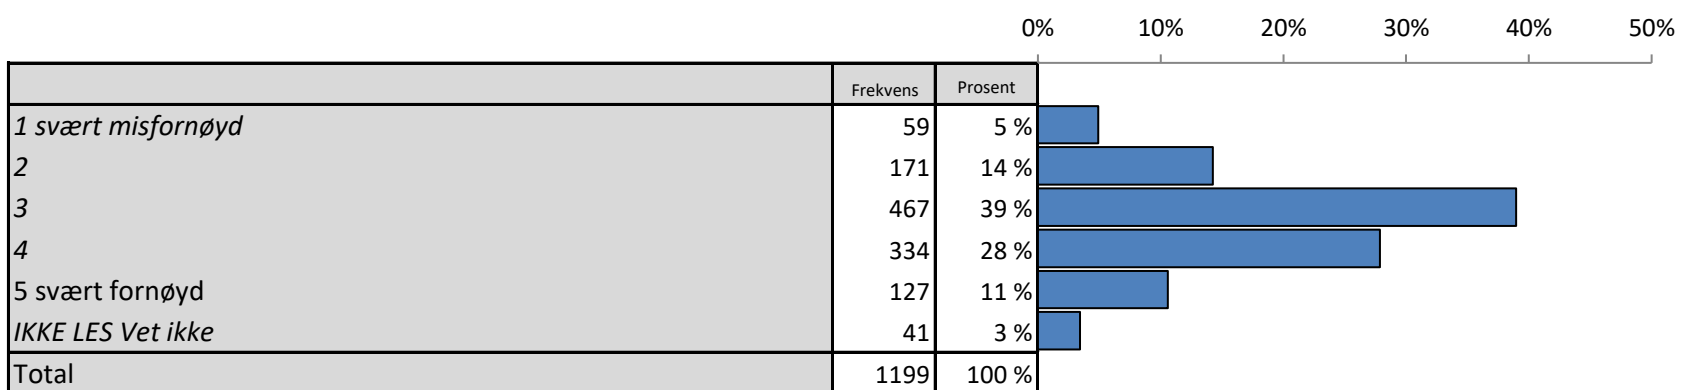 0% 10% 20% 30% 40% 50%
Frekvens Prosent
1 svært misfornøyd 59 5 %
2 171 14 %
3 467 39 %
4 334 28 %
5 svært fornøyd 127 11 %
IKKE LES Vet ikke 41 3 %
Total 1199 100 %